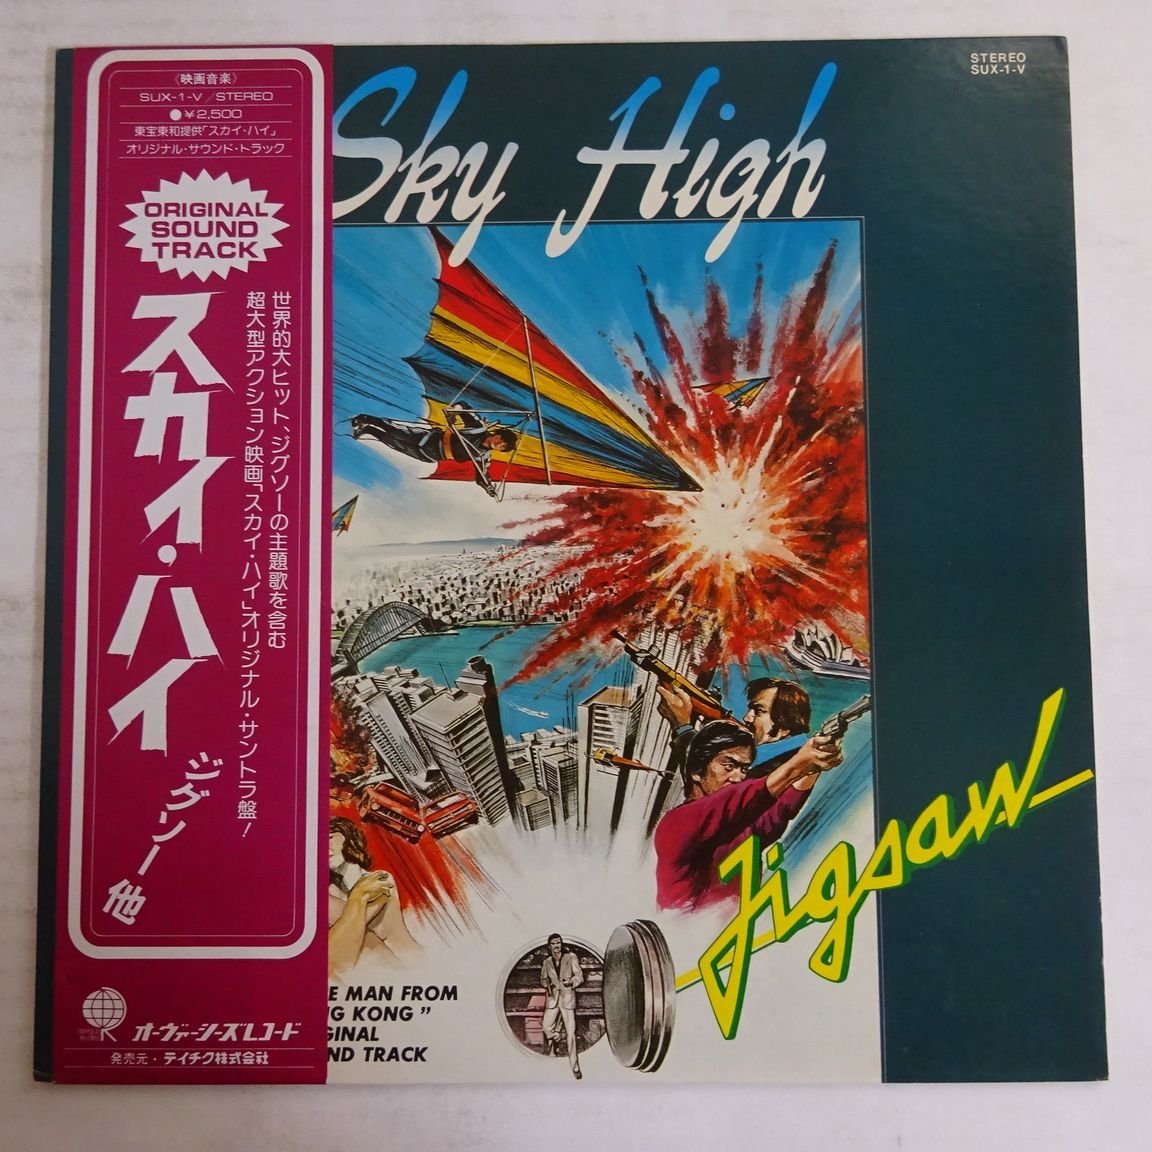 《映画音楽》
SUX-1-V／STEREO
●¥2,500
東宝東和提供「スカイ・ハイ」
オリジナル・サウンド・トラック
ORIGINAL
SOUND
TRACK
世界的大ヒット、ジグソーの主題歌を含む
超大型アクション映画「スカイ・ハイ」オリジナル・サントラ盤！
スカイ・ハイ
ジグソー他
オーヴァーシーズレコード
発売元・テイチク株式会社
Sky High
STEREO
SUX-1-V
Jigsaw
E MAN FROM
G KONG”
GINAL
ND TRACK